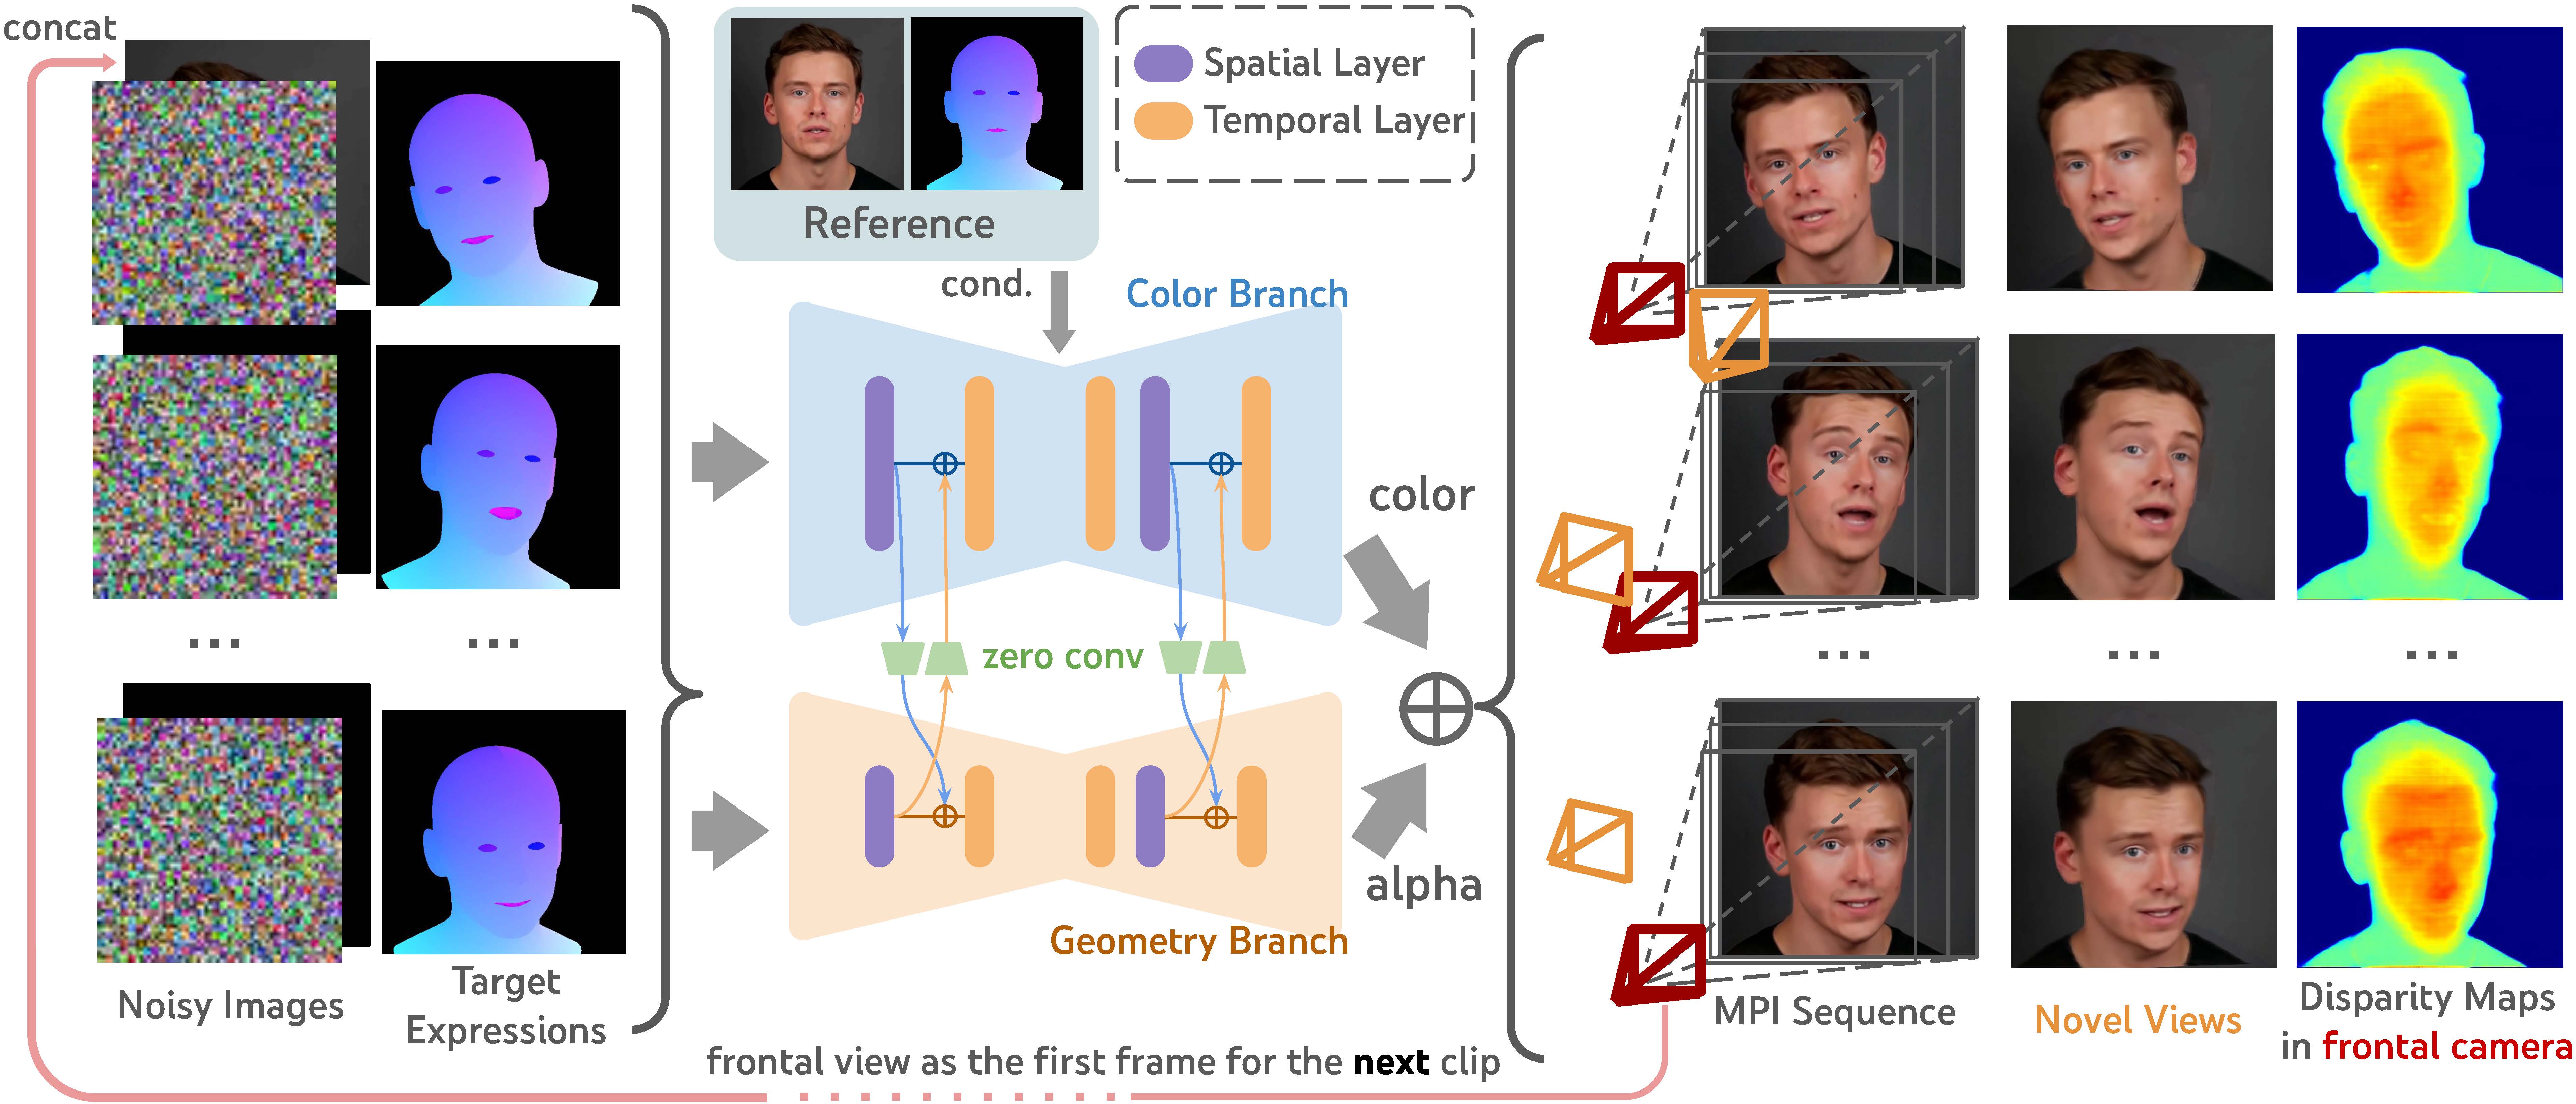 concat
Noisy Images
Target
Expressions
Reference
cond.
Spatial Layer
Temporal Layer
Color Branch
zero conv
Geometry Branch
color
alpha
MPI Sequence
Novel Views
Disparity Maps
in frontal camera
frontal view as the first frame for the next clip